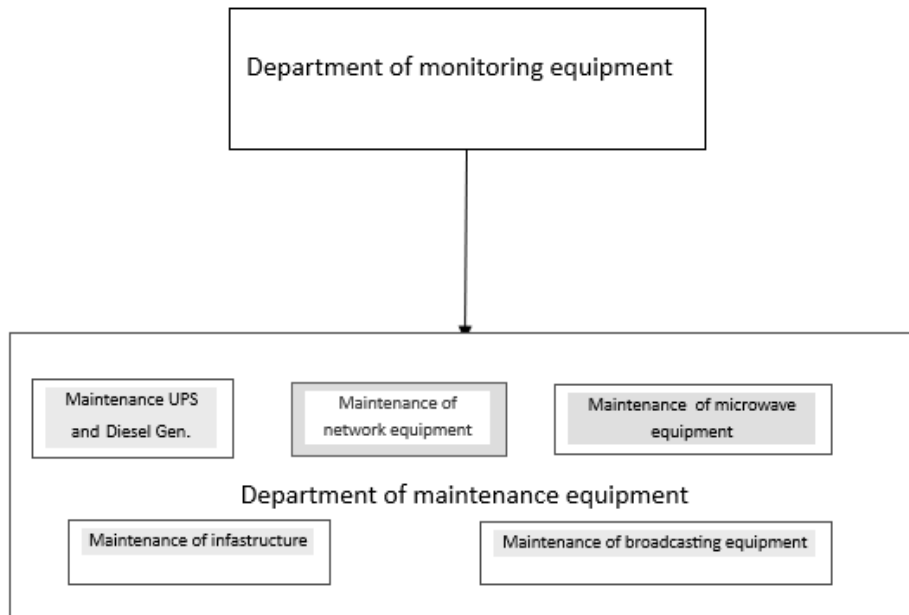 Department of monitoring equipment
Maintenance UPS
and Diesel Gen.
Maintenance of
network equipment
Maintenance of microwave
equipment
Department of maintenance equipment
Maintenance of infastructure
Maintenance of broadcasting equipment